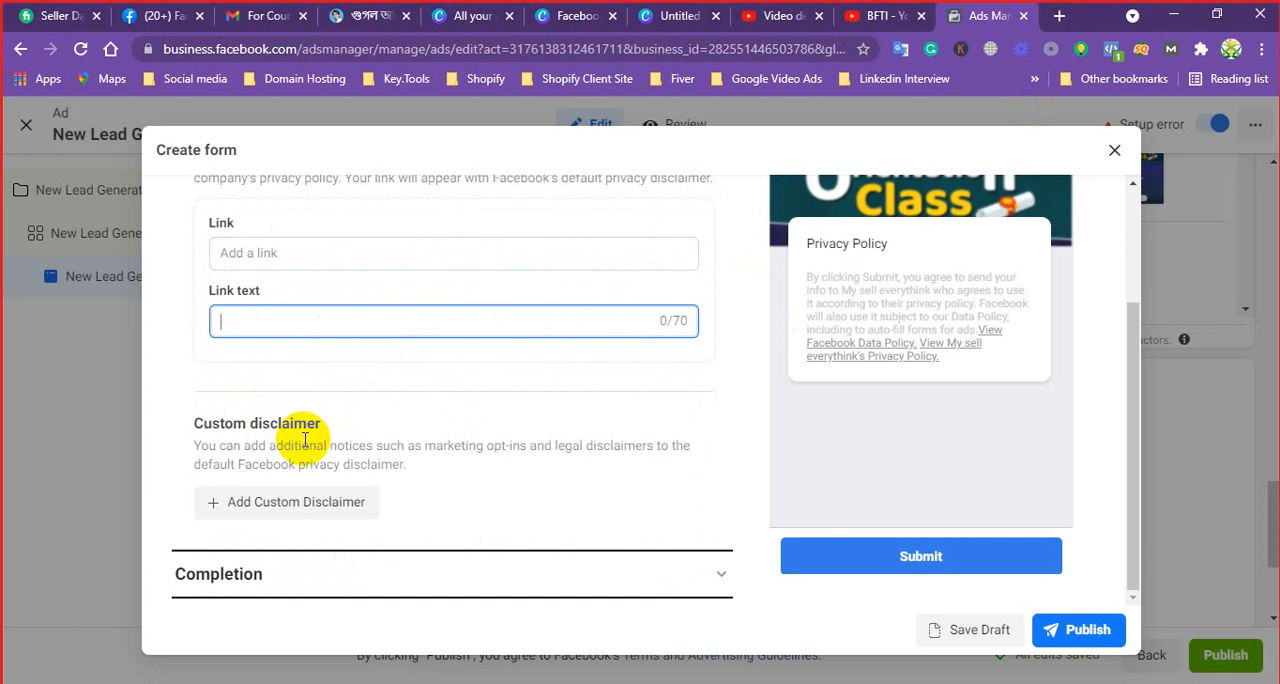 Seller Da
(20+) Fa
For Cour
গুগল অ
All your
Faceboo
Untitled
Video de
BFTI - Yo
Ads Mar
business.facebook.com/adsmanager/manage/ads/edit?act=317613831246171&business_id=282551446503786&gl...
Apps
Maps
Social media
Domain Hosting
Key.Tools
Shopify
Shopify Client Site
Fiver
Google Video Ads
Linkedin Interview
»
Other bookmarks
Reading list
Ad
New Lead G
Edit
Review
Setup error
New Lead Generat
New Lead Gene
New Lead Ge
Create form
company's privacy policy. Your link will appear with Facebook's default privacy disclaimer.
Link
Add a link
Link text
0/70
Custom disclaimer
You can add additional notices such as marketing opt-ins and legal disclaimers to the
default Facebook privacy disclaimer.
+ Add Custom Disclaimer
Completion
Orientation
Class
Privacy Policy
By clicking Submit, you agree to send your
info to My sell everythink who agrees to use
it according to their privacy policy. Facebook
will also use it subject to our Data Policy,
including to auto-fill forms for ads.View
Facebook Data Policy. View My sell
everythink's Privacy Policy.
Submit
Save Draft
Publish
ctors.
By clicking "Publish", you agree to Facebook's Terms and Advertising Guidelines.
All edits saved
Back
Publish